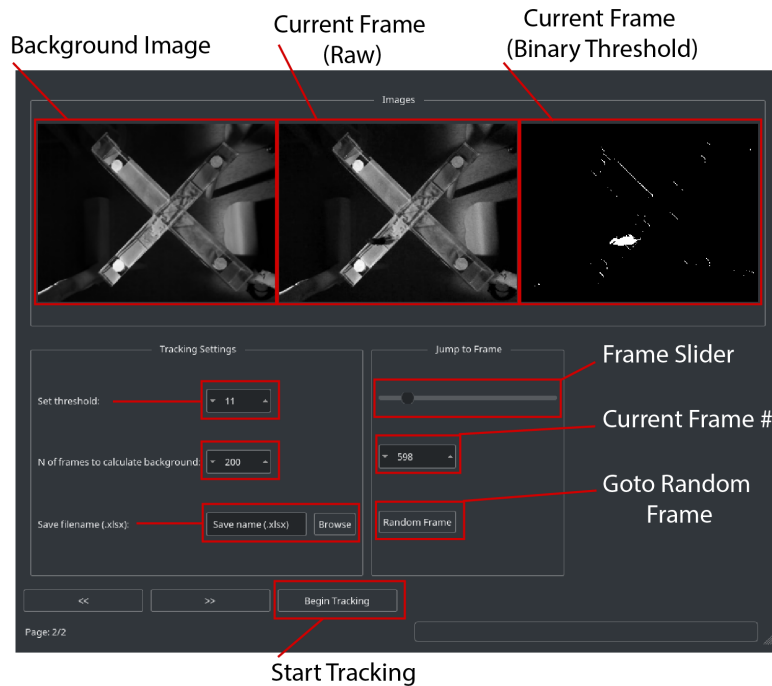 Background Image
Current Frame
(Raw)
Current Frame
(Binary Threshold)
Images
Tracking Settings
Set threshold:
11
N of frames to calculate background:
200
Save filename (.xlsx):
Save name (.xlsx)
Browse
Jump to Frame
Frame Slider
598
Current Frame #
Random Frame
Goto Random
Frame
<<
>>
Begin Tracking
Page: 2/2
Start Tracking